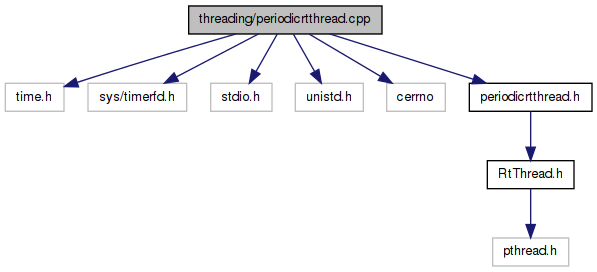 threading/periodicrtthread.cpp
time.h
sys/timerfd.h
stdio.h
unistd.h
cerrno
periodicrtthread.h
RtThread.h
pthread.h